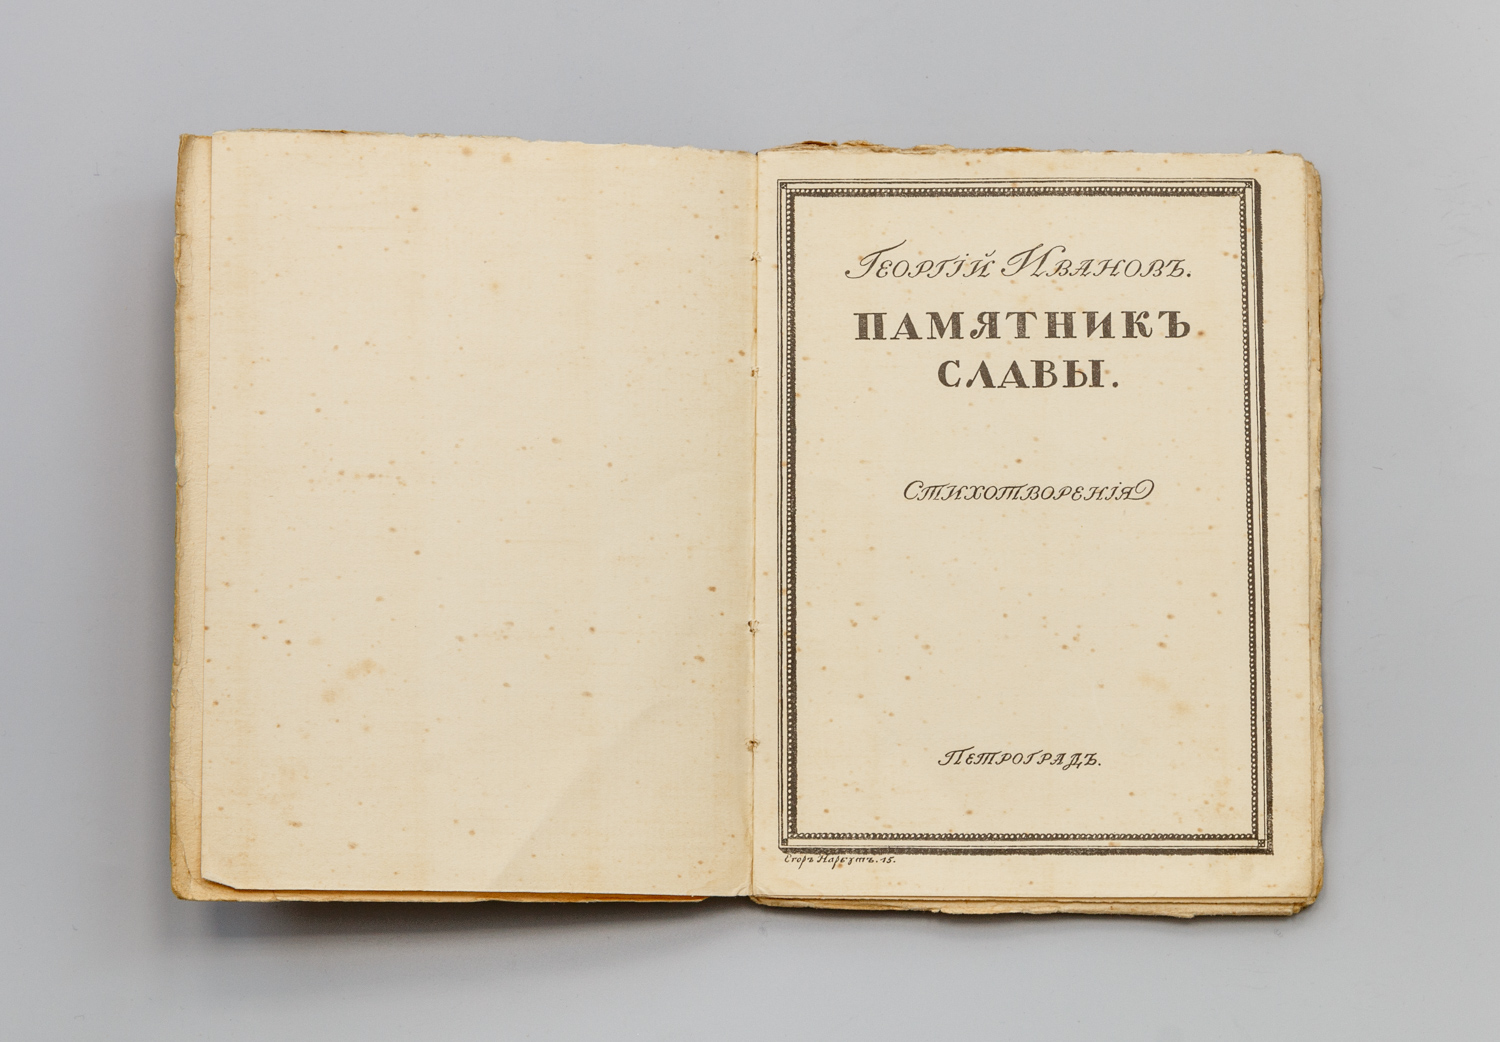 Георгій Ивановъ.
ПАМЯТНИКЪ
СЛАВЫ.
Стихотворенія
Петроградъ.
Егоръ Нарбутъ. 15.